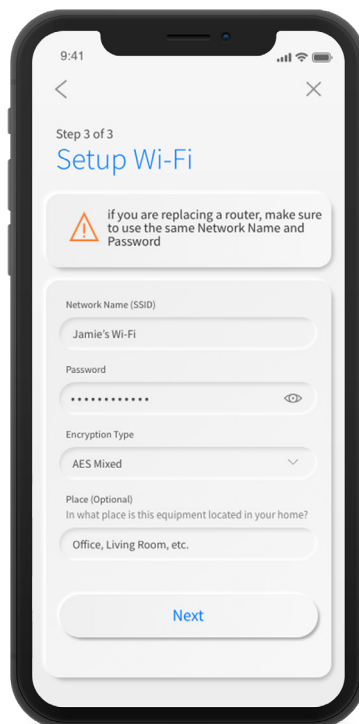 9:41
Step 3 of 3
Setup Wi-Fi
if you are replacing a router, make sure
to use the same Network Name and
Password
Network Name (SSID)
Jamie's Wi-Fi
Password
••••••••••••
Encryption Type
AES Mixed
Place (Optional)
In what place is this equipment located in your home?
Office, Living Room, etc.
Next